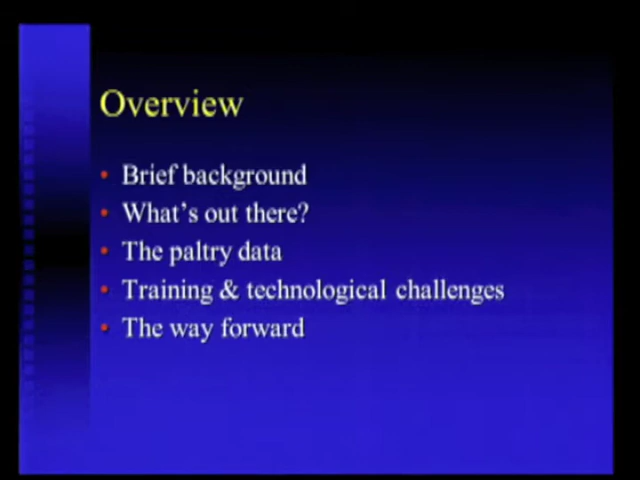 Overview
• Brief background
• What's out there?
• The paltry data
• Training & technological challenges
• The way forward